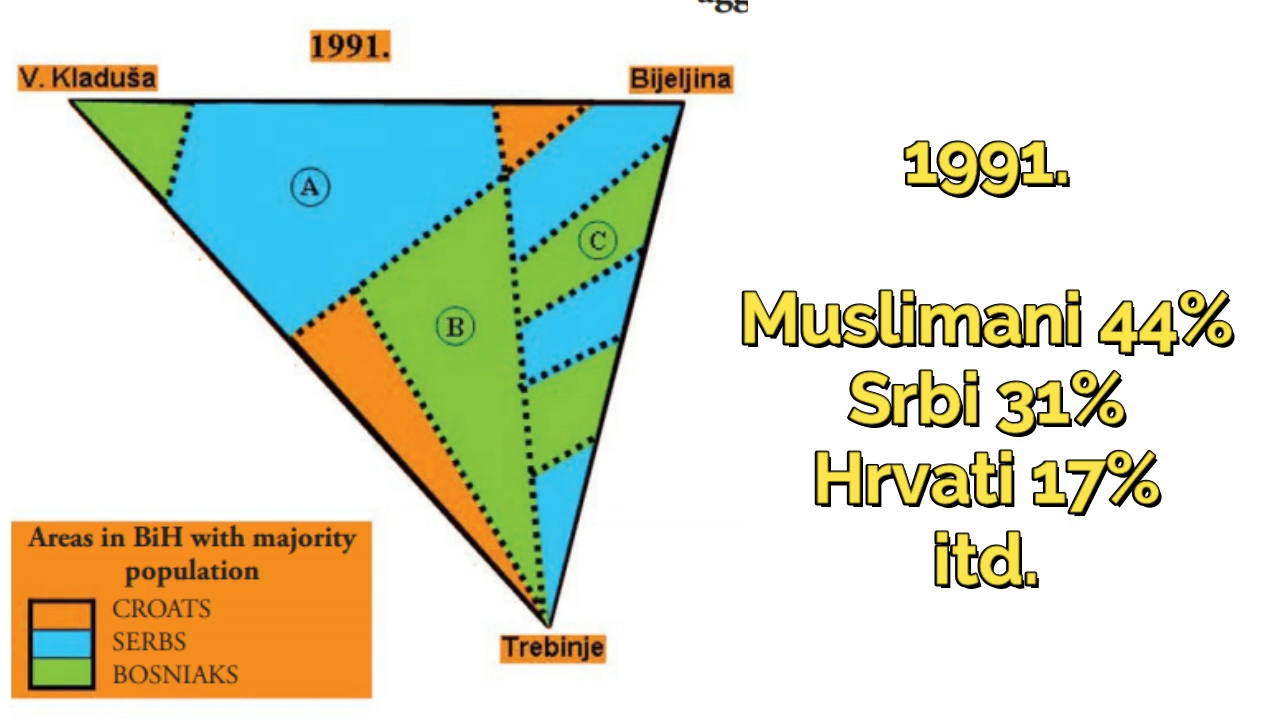 1991.
V. Kladuša
Bijeljina
A
C
B
Trebinje
Areas in BiH with majority
population
CROATS
SERBS
BOSNIAKS
1991.
Muslimani 44%
Srbi 31%
Hrvati 17%
itd.